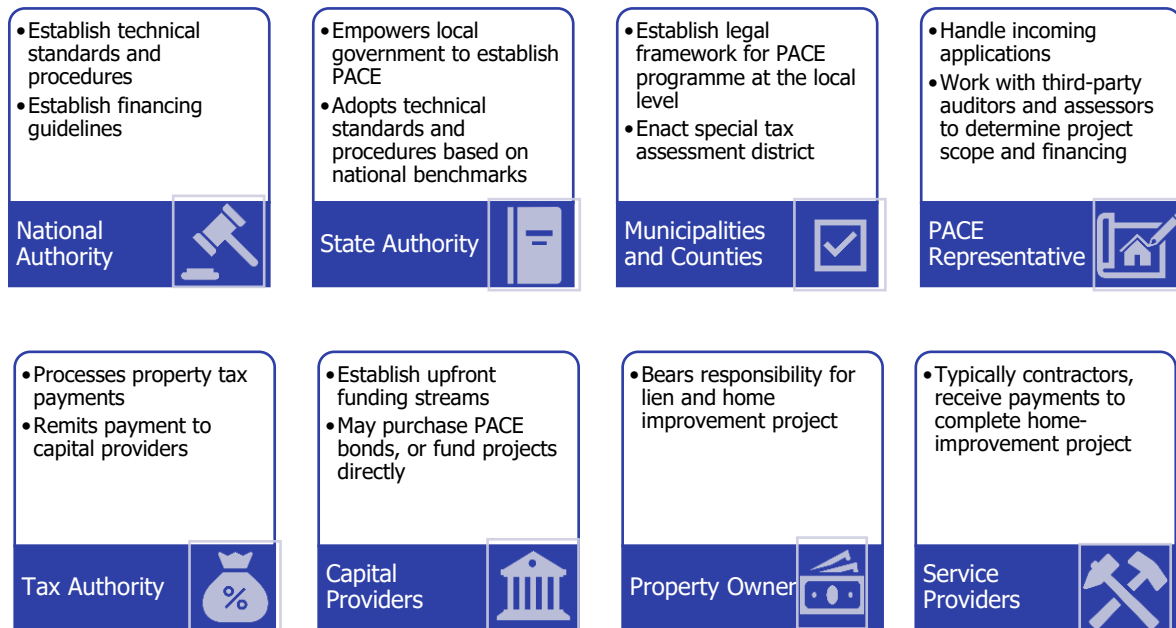 •Establish technical
standards and
procedures
•Establish financing
guidelines
National
Authority
•Empowers local
government to establish
PACE
•Adopts technical
standards and
procedures based on
national benchmarks
State Authority
•Establish legal
framework for PACE
programme at the local
level
•Enact special tax
assessment district
Municipalities
and Counties
•Handle incoming
applications
•Work with third-party
auditors and assessors
to determine project
scope and financing
PACE
Representative
•Processes property tax
payments
•Remits payment to
capital providers
Tax Authority
%
•Establish upfront
funding streams
•May purchase PACE
bonds, or fund projects
directly
Capital
Providers
•Bears responsibility for
lien and home
improvement project
Property Owner
•Typically contractors,
receive payments to
complete home-
improvement project
Service
Providers